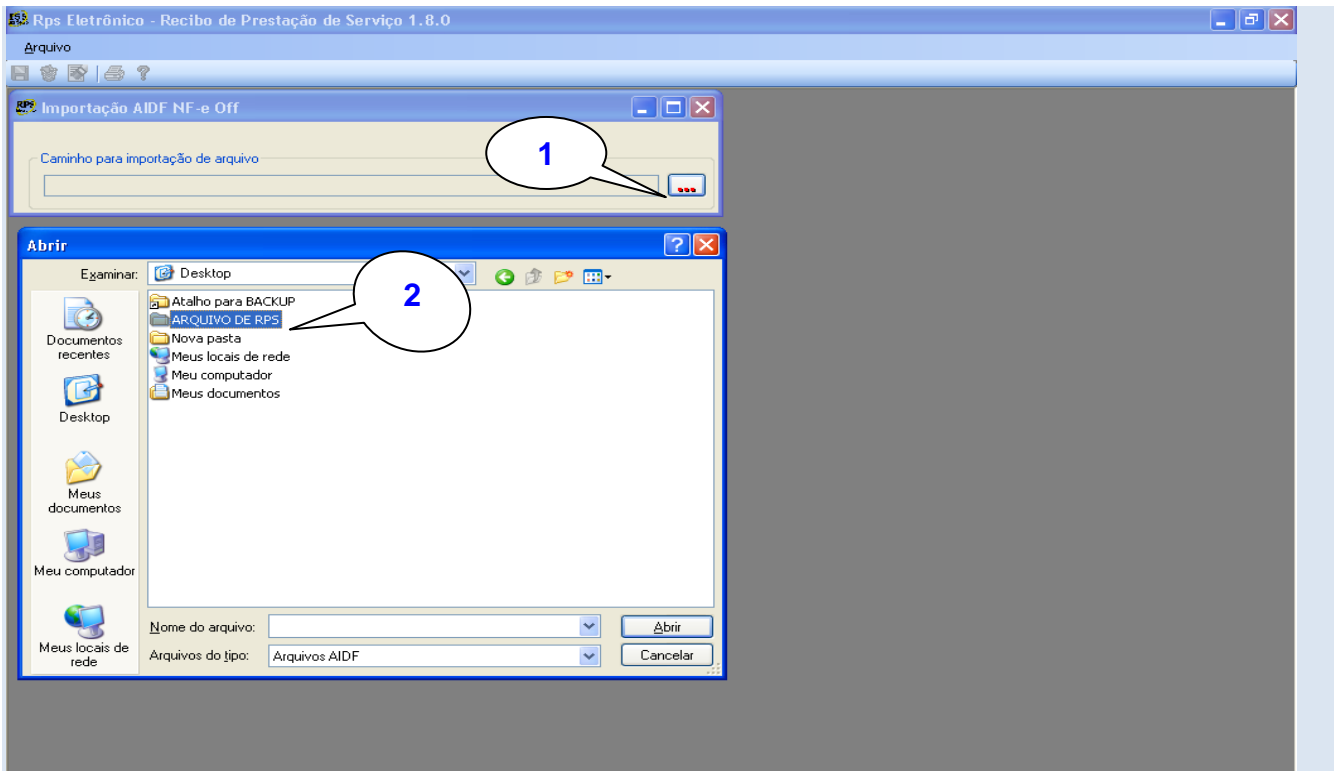 Rps Eletrônico - Recibo de Prestação de Serviço 1.8.0
Arquivo
Importação AIDF NF-e Off
1
Caminho para importação de arquivo
...
Abrir
Examinar:
Desktop
2
Atalho para BACKUP
ARQUIVO DE RPS
Nova pasta
Meus locais de rede
Meu computador
Meus documentos
Documentos
recentes
Desktop
Meus
documentos
Meu computador
Meus locais de
rede
Nome do arquivo:
Abrir
Arquivos do tipo:
Arquivos AIDF
Cancelar